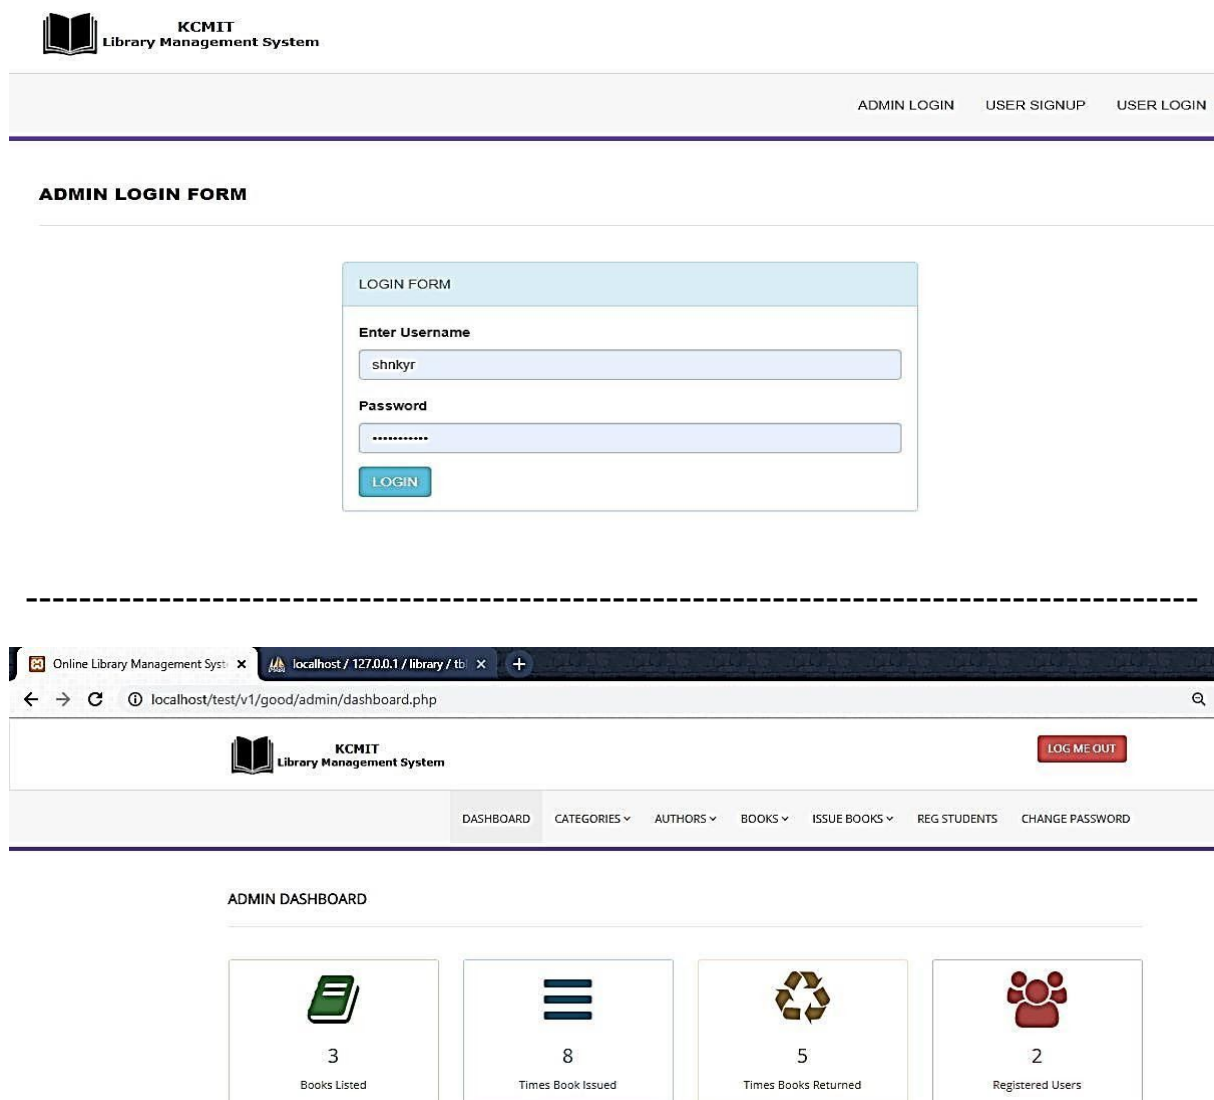 KCMIT
Library Management System
ADMIN LOGIN USER SIGNUP USER LOGIN
ADMIN LOGIN FORM
LOGIN FORM
Enter Username
shnkyr
Password
•••••••••••
LOGIN
Online Library Management Syst localhost / 127.0.0.1 / library / tbl
localhost/test/v1/good/admin/dashboard.php
KCMIT
Library Management System
LOG ME OUT
DASHBOARD CATEGORIES AUTHORS BOOKS ISSUE BOOKS REG STUDENTS CHANGE PASSWORD
ADMIN DASHBOARD
3 8 5 2
Books Listed Times Book Issued Times Books Returned Registered Users